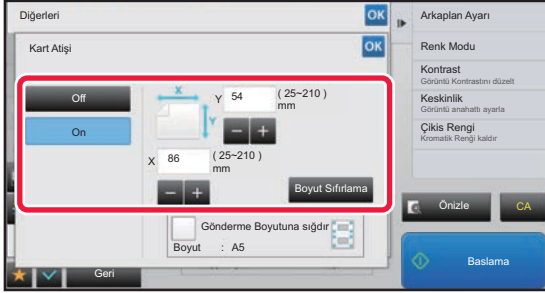 Diğerleri
OK
Kart Atişi
OK
Off
On
X
Y
Y 54 ( 25~210 )
mm
X 86 ( 25~210 )
mm
Boyut Sıfırlama
Gönderme Boyutuna sığdır
Boyut : A5
Geri
Arkaplan Ayarı
Renk Modu
Kontrast
Görüntü Kontrastını düzelt
Keskinlik
Görüntü anahattı ayarla
Çikis Rengi
Kromatik Renği kaldır
Önizle
CA
Baslama